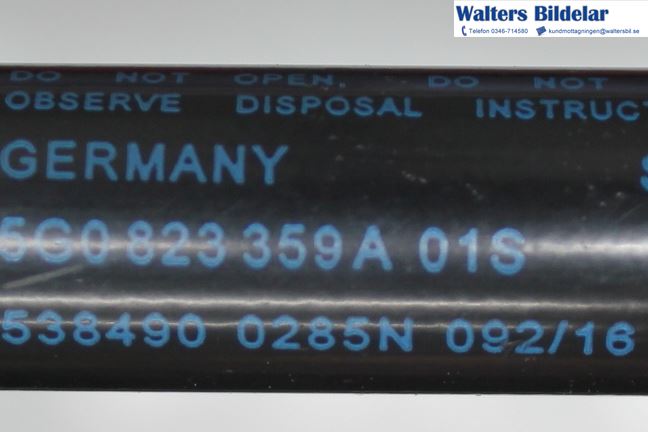 Walters Bildelar
Telefon 0346-714580 kundmottagningen@waltersbil.se
DO NOT OPEN. DO NOT
OBSERVE DISPOSAL INSTRUCT
GERMANY S
5G0 823 359A 01S
538490 0285N 092/16